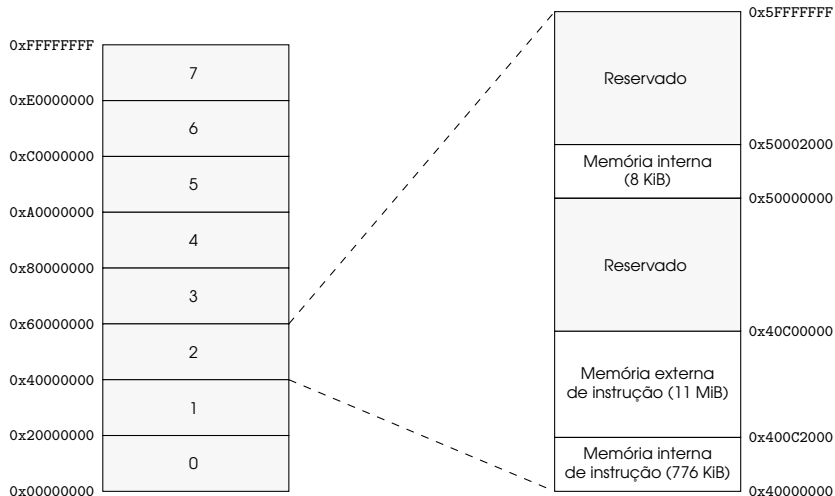 0xFFFFFFFF
7
0xE0000000
6
0xC0000000
5
0xA0000000
4
0x80000000
3
0x60000000
2
0x40000000
1
0x20000000
0
0x00000000
0x5FFFFFFF
Reservado
0x50002000
Memória interna
(8 KiB)
0x50000000
Reservado
0x40C00000
Memória externa
de instrução (11 MiB)
0x400C2000
Memória interna
de instrução (776 KiB)
0x40000000